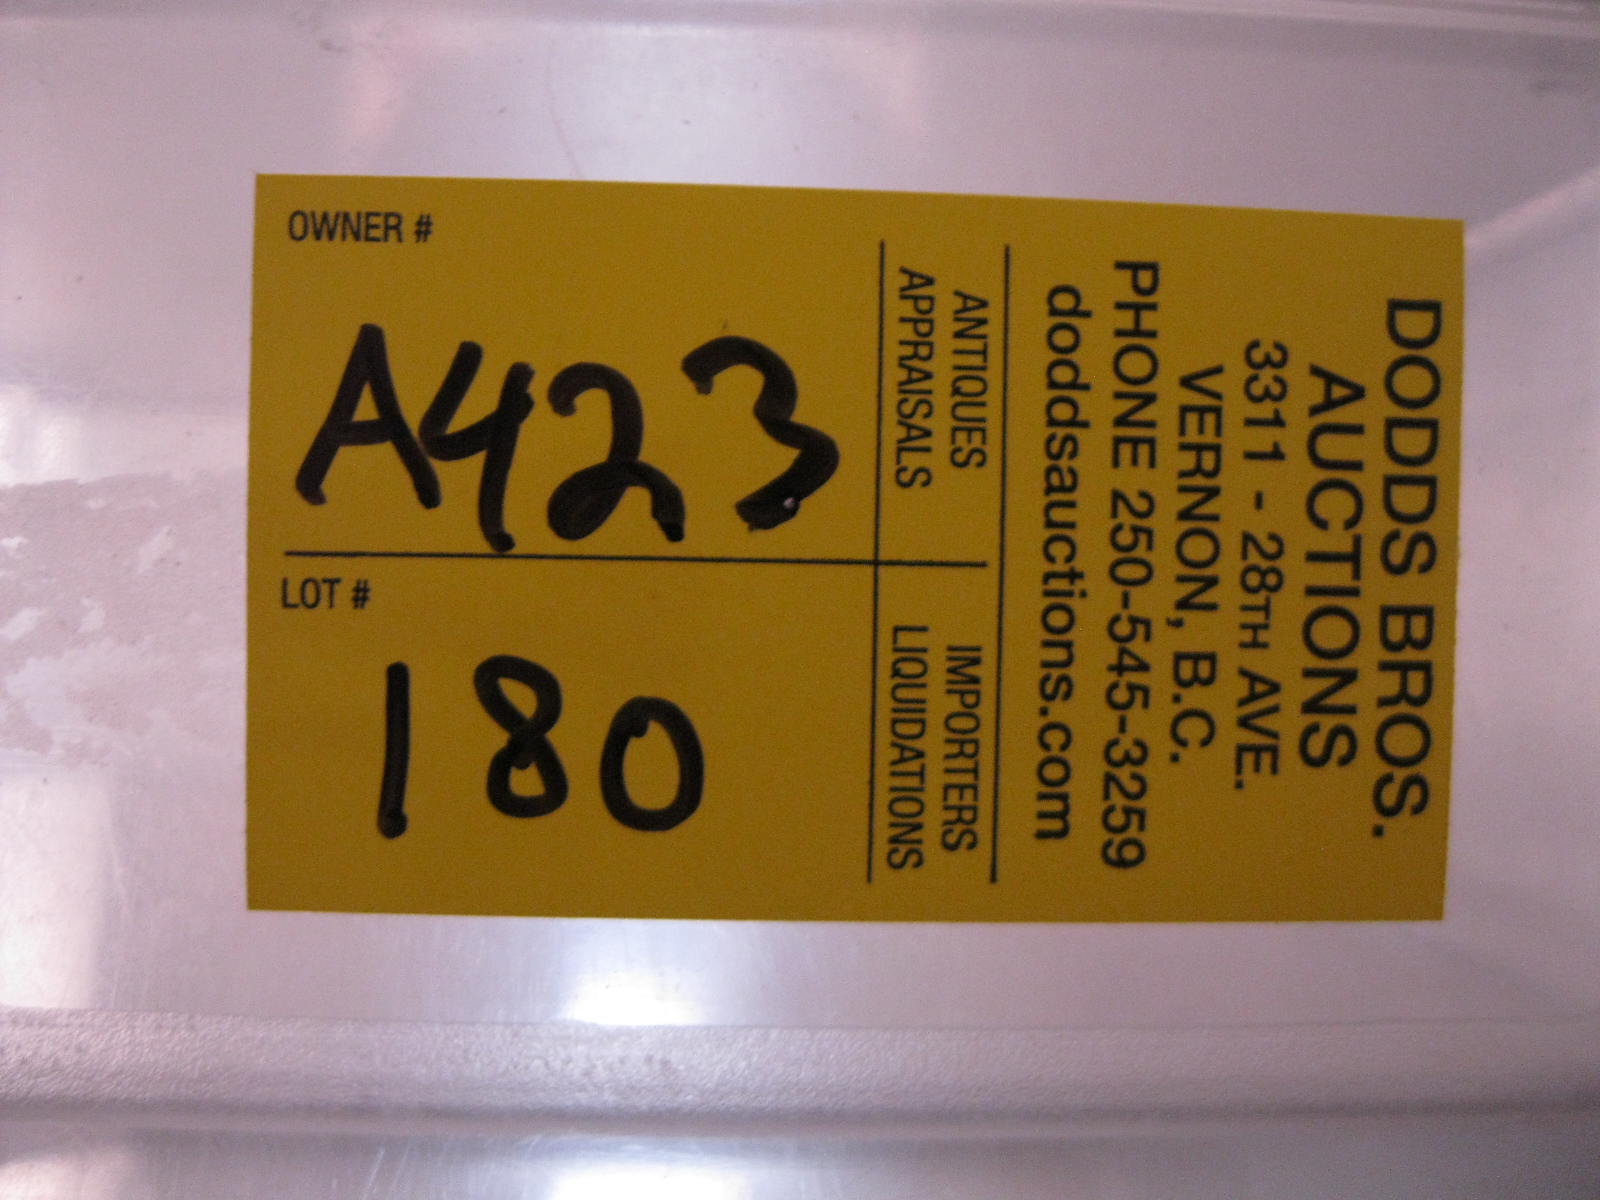 DODDS BROS.
AUCTIONS
3311 - 28TH AVE.
VERNON, B.C.
PHONE 250-545-3259
doddsauctions.com
ANTIQUES
APPRAISALS
IMPORTERS
LIQUIDATIONS
OWNER #
A423
LOT #
180